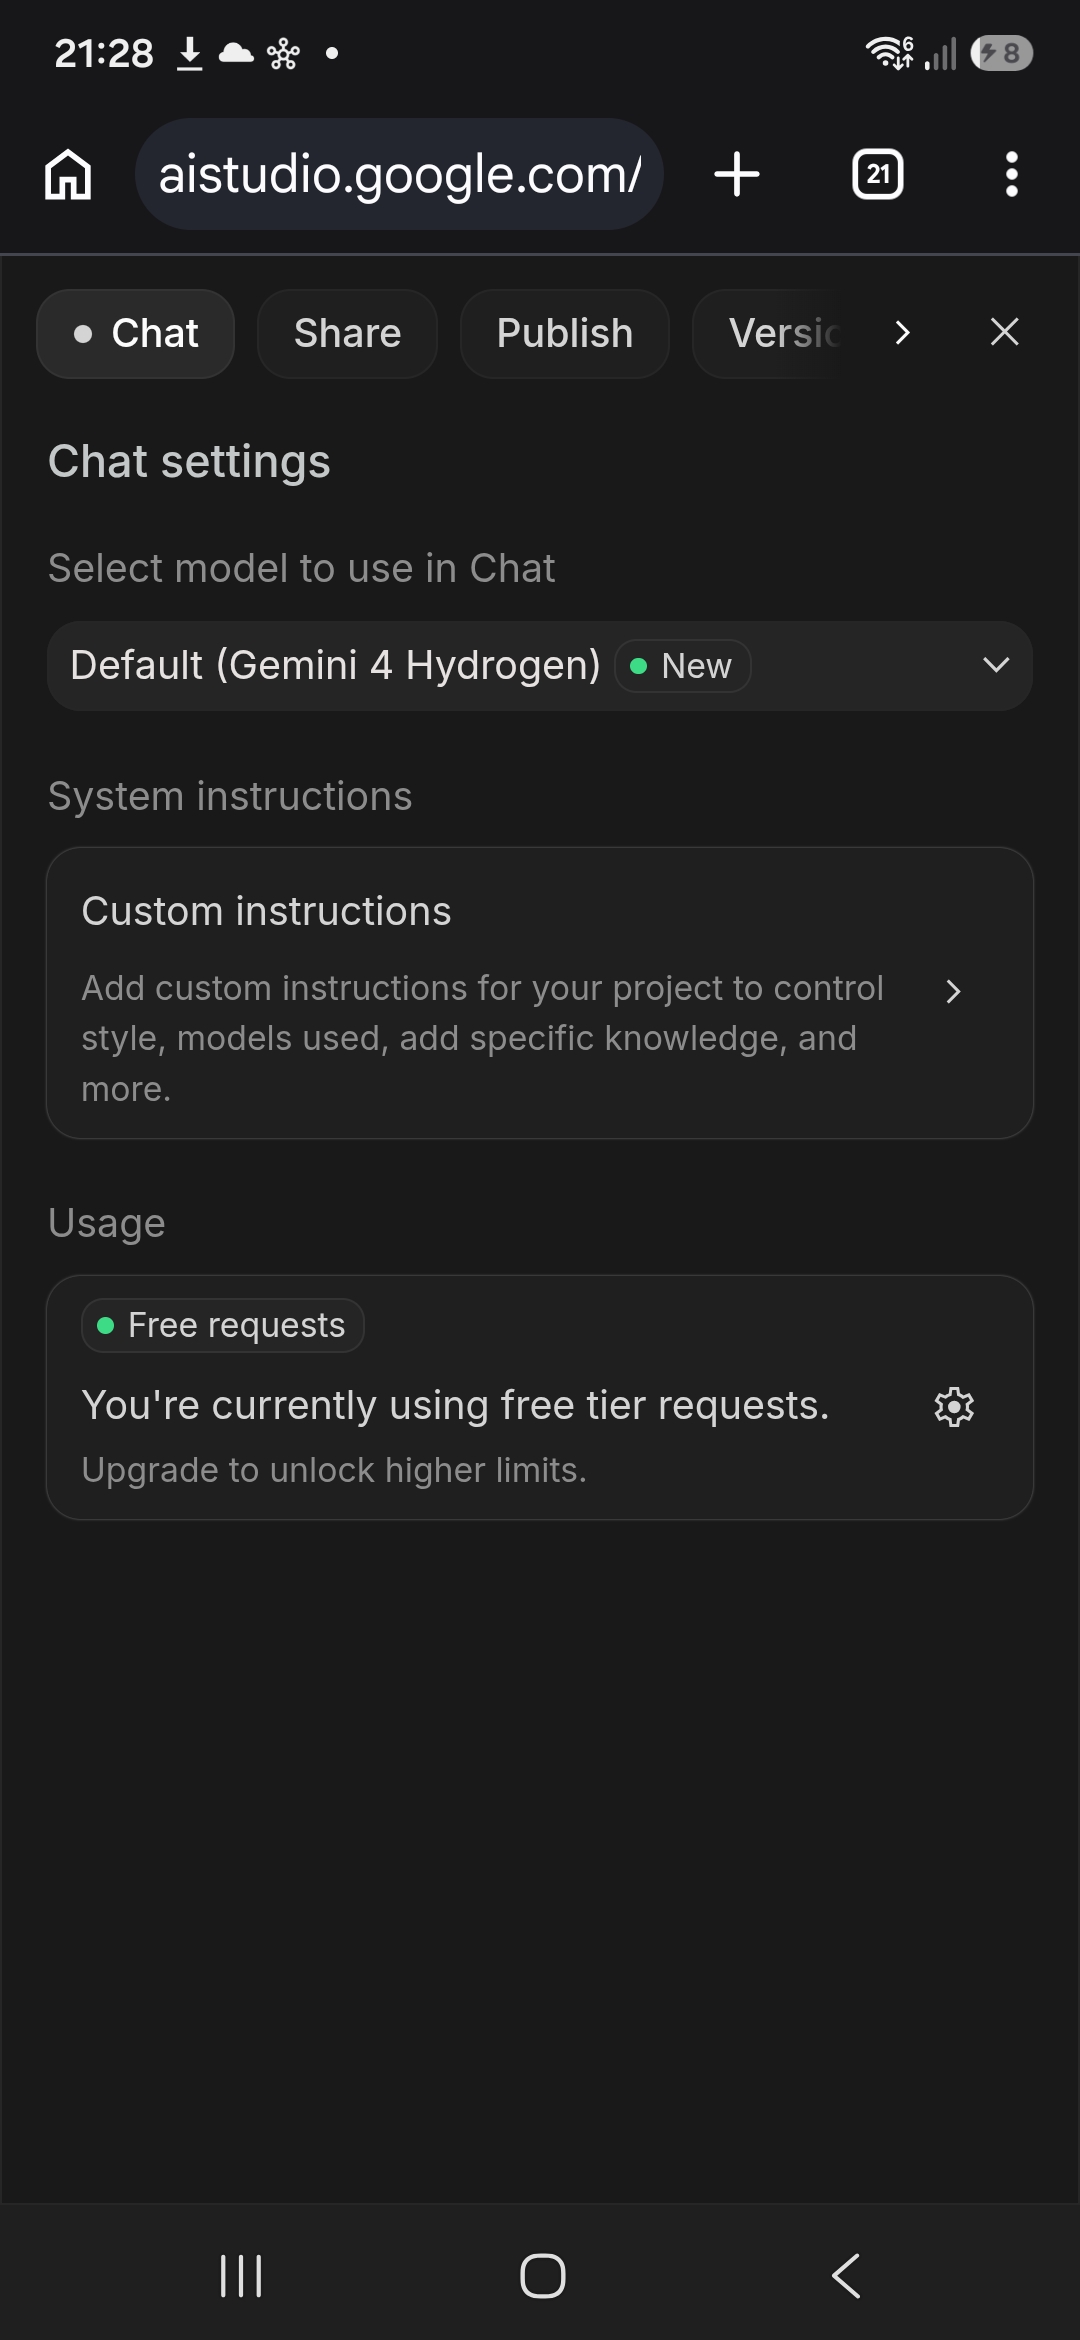 21:28
6
8
aistudio.google.com/
21
Chat
Share
Publish
Versic
Chat settings
Select model to use in Chat
Default (Gemini 4 Hydrogen)
New
System instructions
Custom instructions
Add custom instructions for your project to control
style, models used, add specific knowledge, and
more.
Usage
Free requests
You're currently using free tier requests.
Upgrade to unlock higher limits.